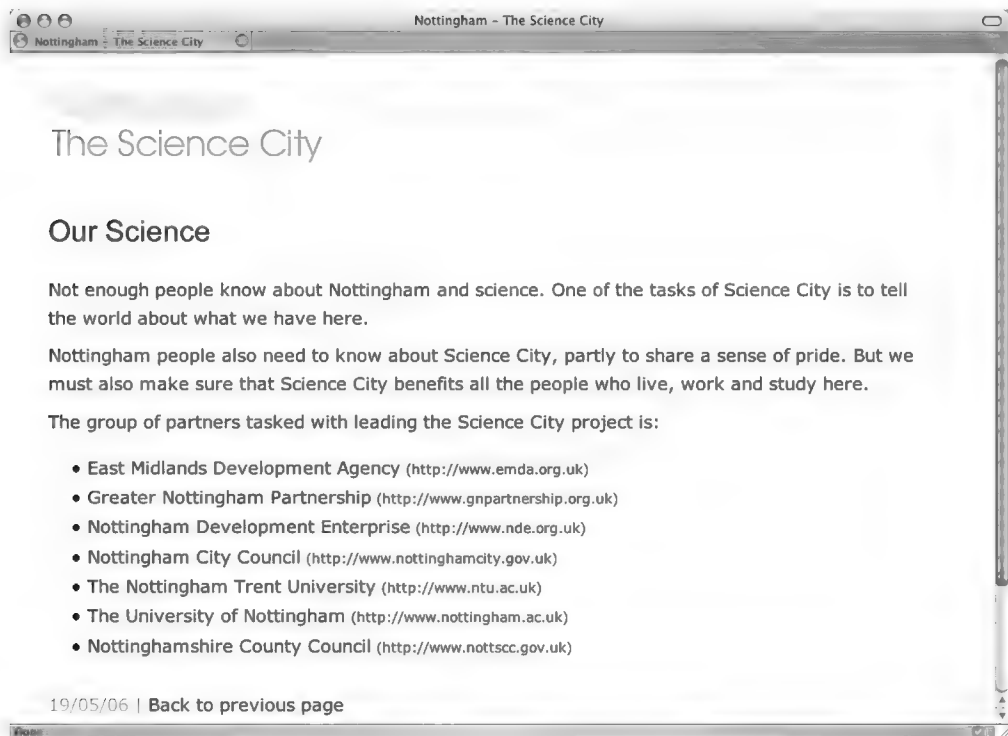 Nottingham – The Science City
Nottingham – The Science City
The Science City
Our Science
Not enough people know about Nottingham and science. One of the tasks of Science City is to tell
the world about what we have here.
Nottingham people also need to know about Science City, partly to share a sense of pride. But we
must also make sure that Science City benefits all the people who live, work and study here.
The group of partners tasked with leading the Science City project is:
• East Midlands Development Agency (http://www.emda.org.uk)
• Greater Nottingham Partnership (http://www.gnpartnership.org.uk)
• Nottingham Development Enterprise (http://www.nde.org.uk)
• Nottingham City Council (http://www.nottinghamcity.gov.uk)
• The Nottingham Trent University (http://www.ntu.ac.uk)
• The University of Nottingham (http://www.nottingham.ac.uk)
• Nottinghamshire County Council (http://www.nottscc.gov.uk)
19/05/06 | Back to previous page
Done